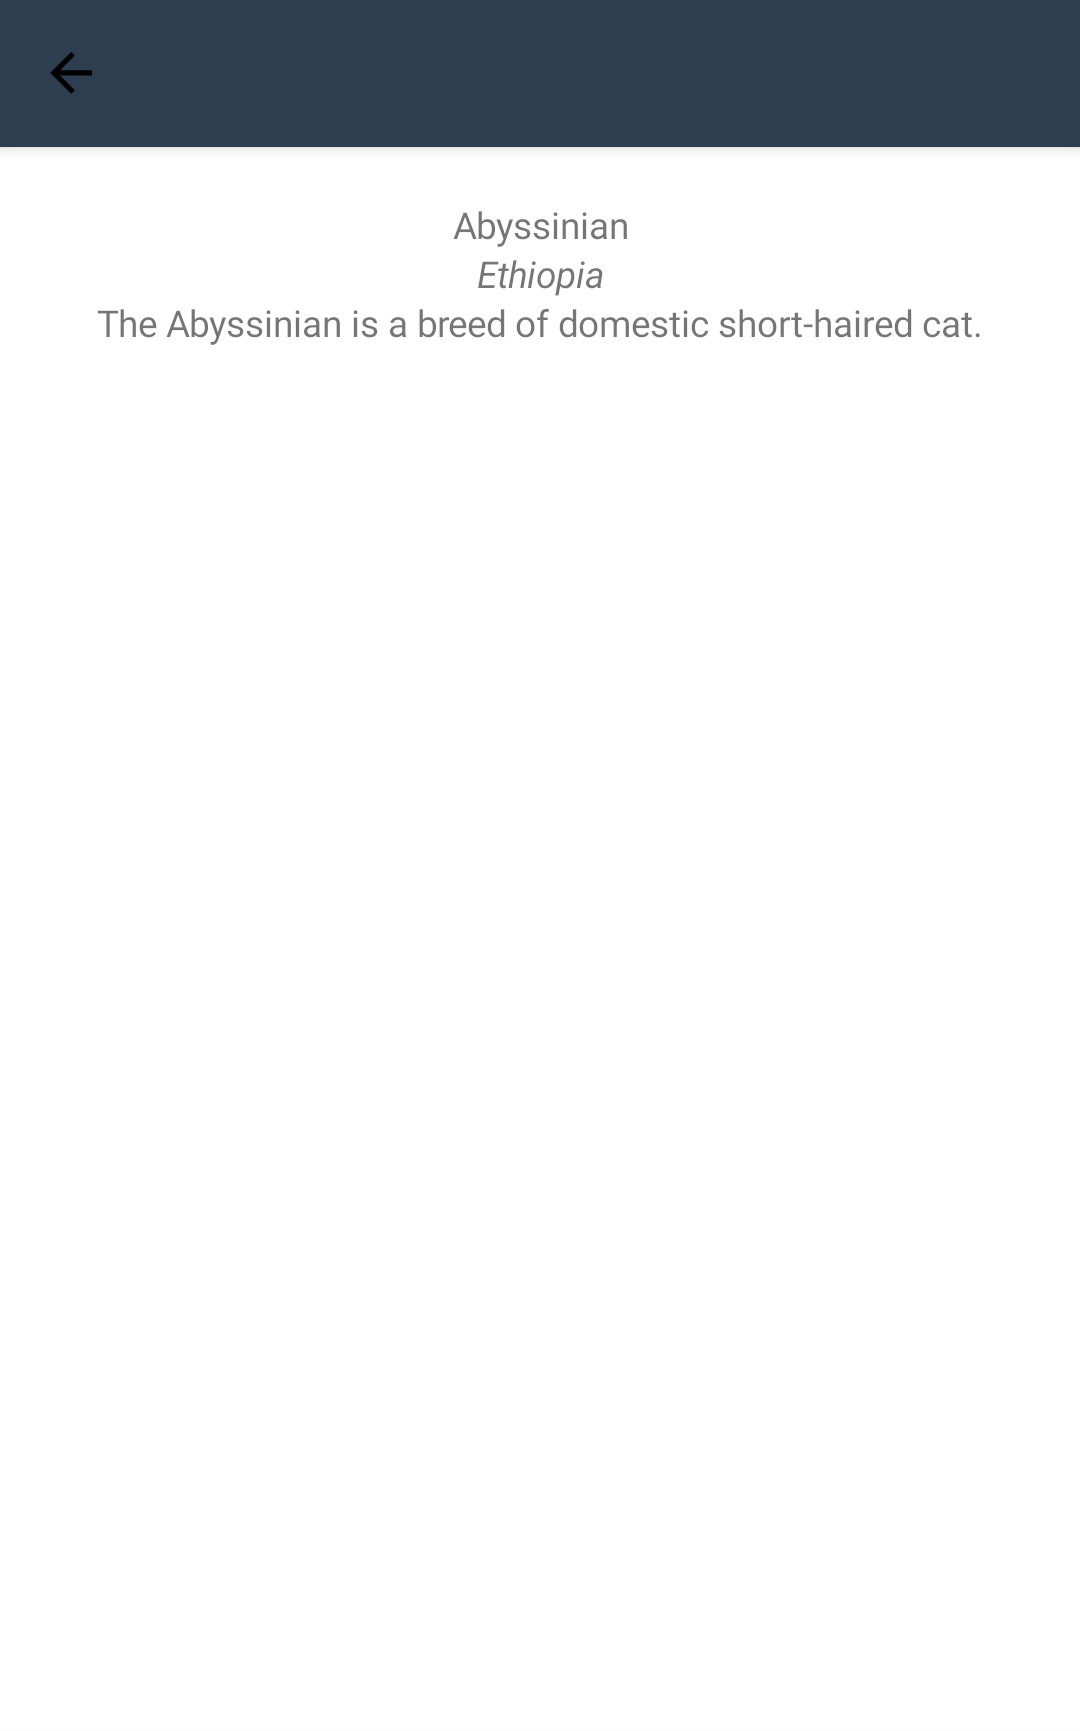 Abyssinian
Ethiopia
The Abyssinian is a breed of domestic short-haired cat.